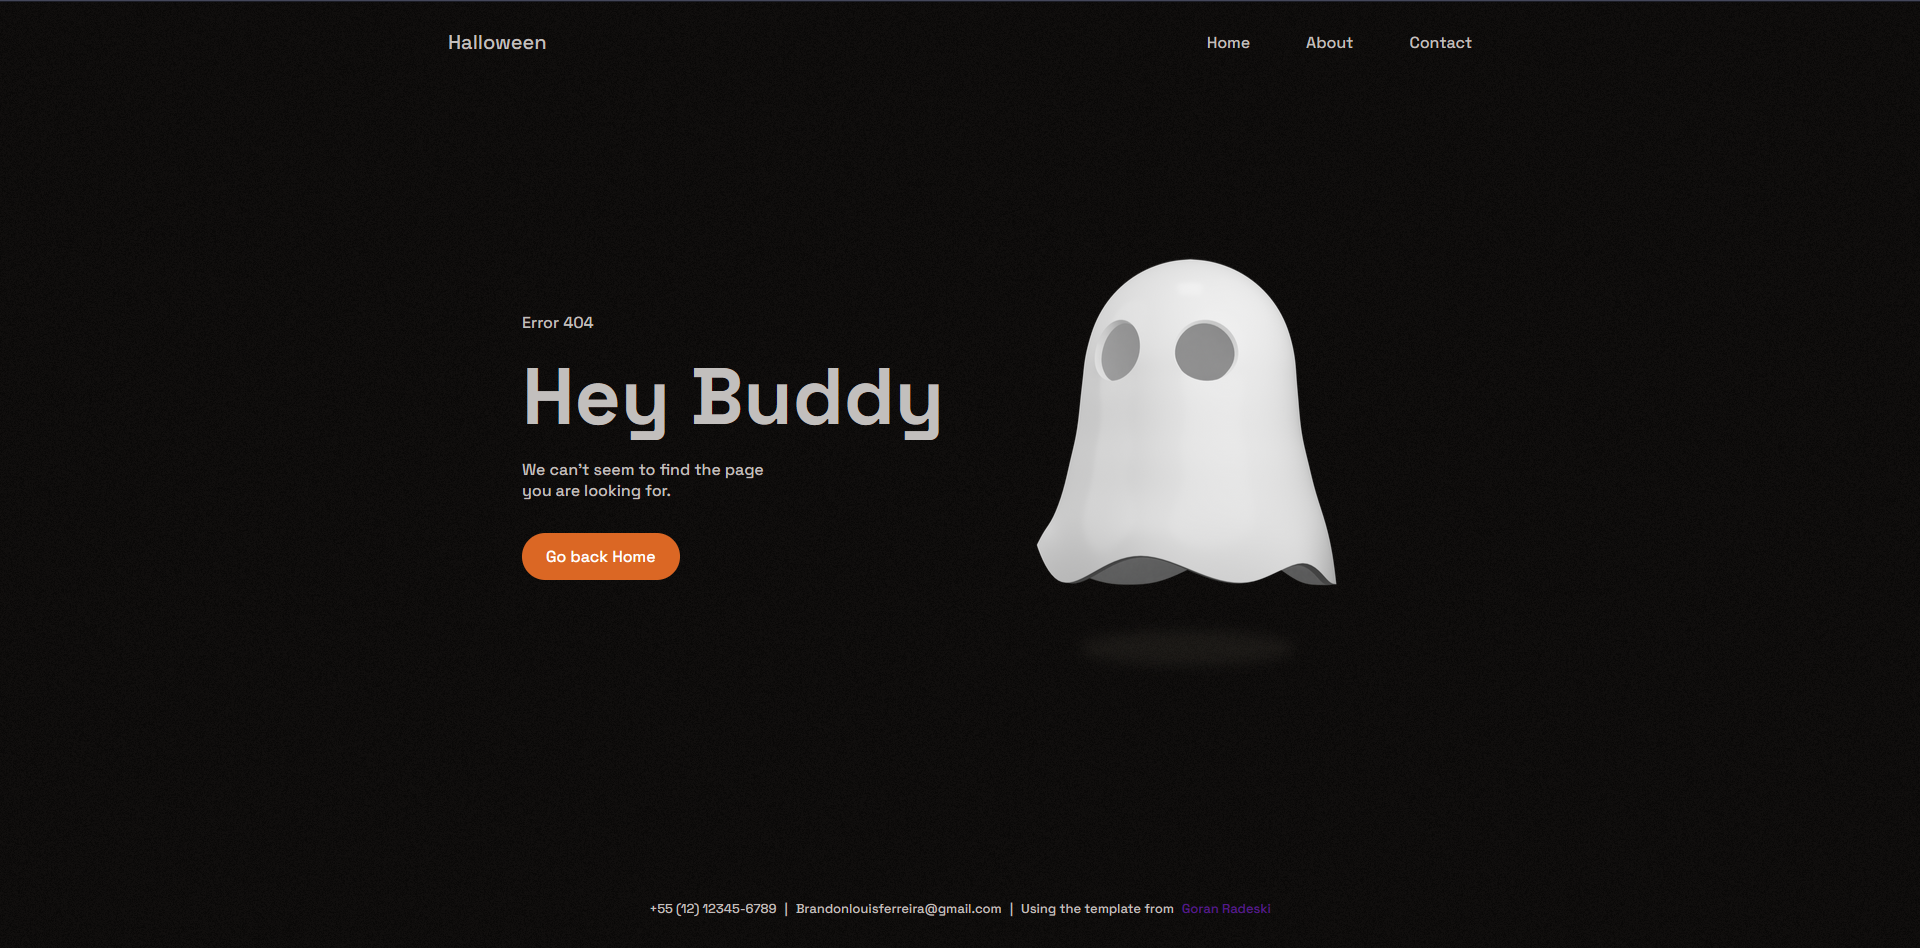 Halloween Home About Contact
Error 404
Hey Buddy
We can't seem to find the page
you are looking for.
Go back Home
+55 (12) 12345-6789 | Brandonlouisferreira@gmail.com | Using the template from Goran Radeski